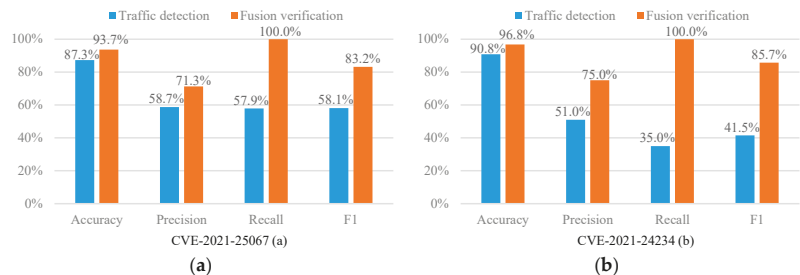 Traffic detection Fusion verification
100%
80%
60%
40%
20%
0%
87.3% 93.7%
58.7% 71.3%
57.9% 100.0%
58.1% 83.2%
Accuracy Precision Recall F1
CVE-2021-25067 (a)
(a)
Traffic detection Fusion verification
100%
80%
60%
40%
20%
0%
90.8% 96.8%
51.0% 75.0%
35.0% 100.0%
41.5% 85.7%
Accuracy Precision Recall F1
CVE-2021-24234 (b)
(b)